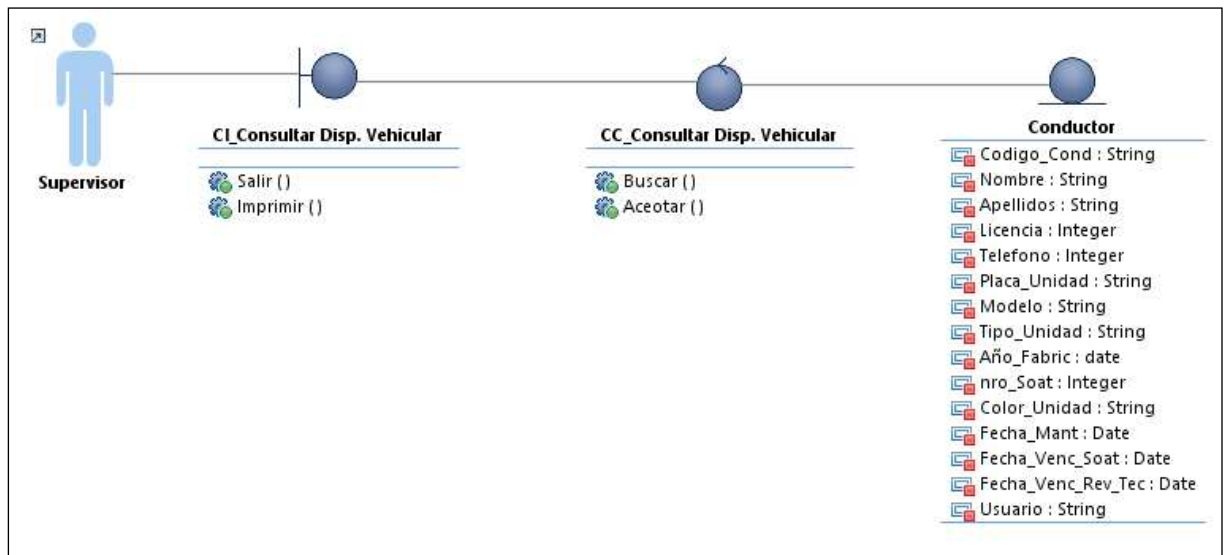 Supervisor
CI_Consultar Disp. Vehicular
Salir ()
Imprimir ()
CC_Consultar Disp. Vehicular
Buscar ()
Aceotar ()
Conductor
Codigo_Cond : String
Nombre : String
Apellidos : String
Licencia : Integer
Telefono : Integer
Placa_Unidad : String
Modelo : String
Tipo_Unidad : String
Año_Fabric : date
nro_Soat : Integer
Color_Unidad : String
Fecha_Mant : Date
Fecha_Venc_Soat : Date
Fecha_Venc_Rev_Tec : Date
Usuario : String